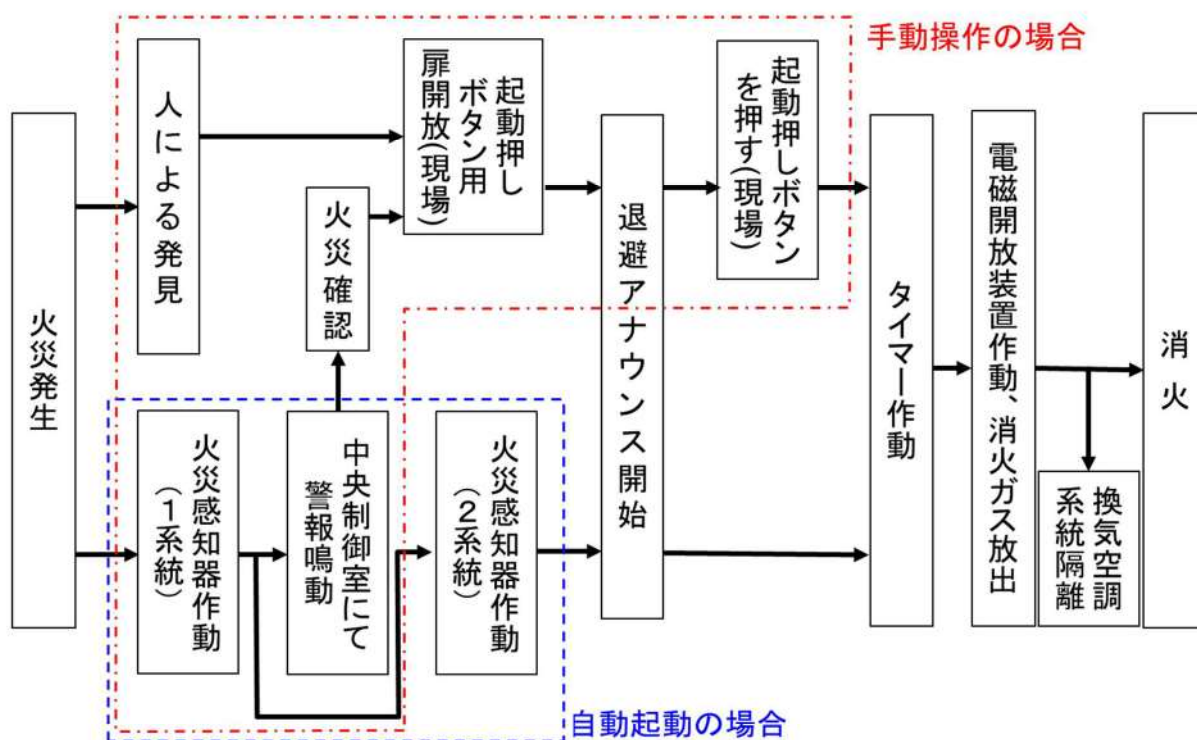 手動操作の場合
火災発生
人による発見
火災感知器作動
(1系統)
中央制御室にて
警報鳴動
火災確認
起動押し
ボタン用
扉開放(現場)
火災感知器作動
(2系統)
退避アナウンス開始
起動押しボタン
を押す(現場)
タイマー作動
電磁開放装置作動、消火ガス放出
換気空調
系統隔離
消火
自動起動の場合